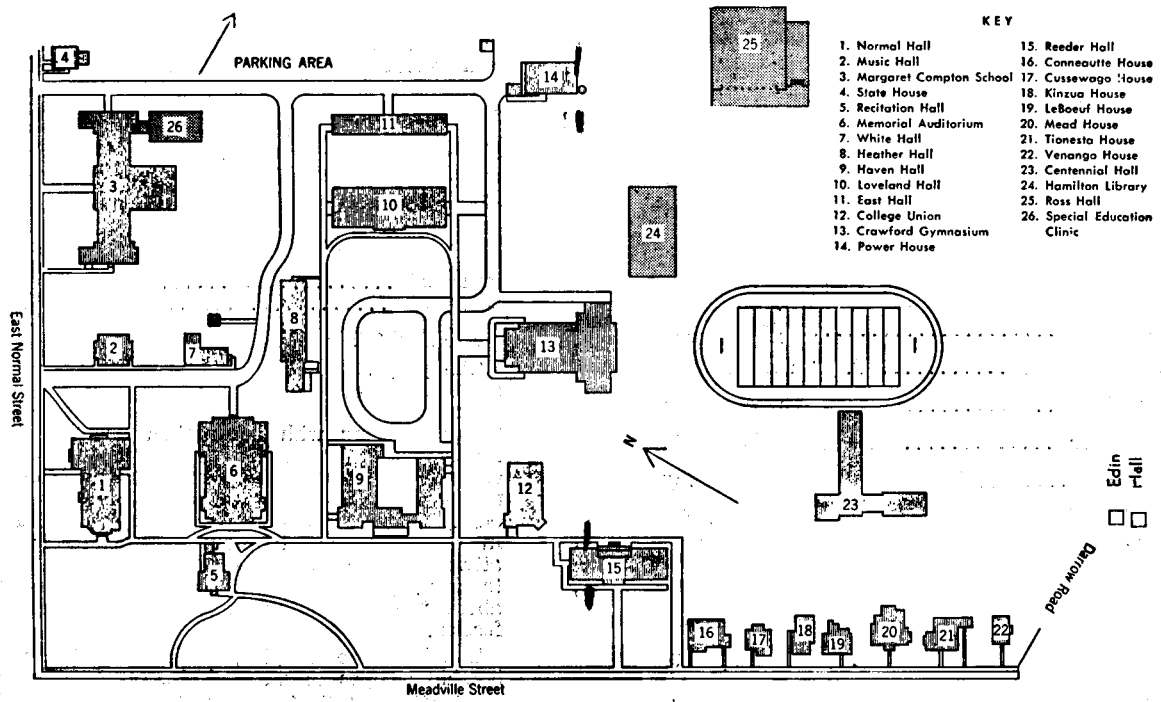 KEY
1. Normal Hall
2. Music Hall
3. Margaret Compton School
4. State House
5. Recitation Hall
6. Memorial Auditorium
7. White Hall
8. Heather Hall
9. Haven Hall
10. Loveland Hall
11. East Hall
12. College Union
13. Crawford Gymnasium
14. Power House
15. Reeder Hall
16. Conneautte House
17. Cussewago House
18. Kinzua House
19. LeBoeuf House
20. Mead House
21. Tionesta House
22. Venango House
23. Centennial Hall
24. Hamilton Library
25. Ross Hall
26. Special Education
Clinic
PARKING AREA
4
14
25
26
11
3
10
24
8
2
7
13
East Normal Street
N
1
6
9
12
23
Edin
Hall
5
15
Darrow Road
16
17
18
19
20
21
22
Meadville Street